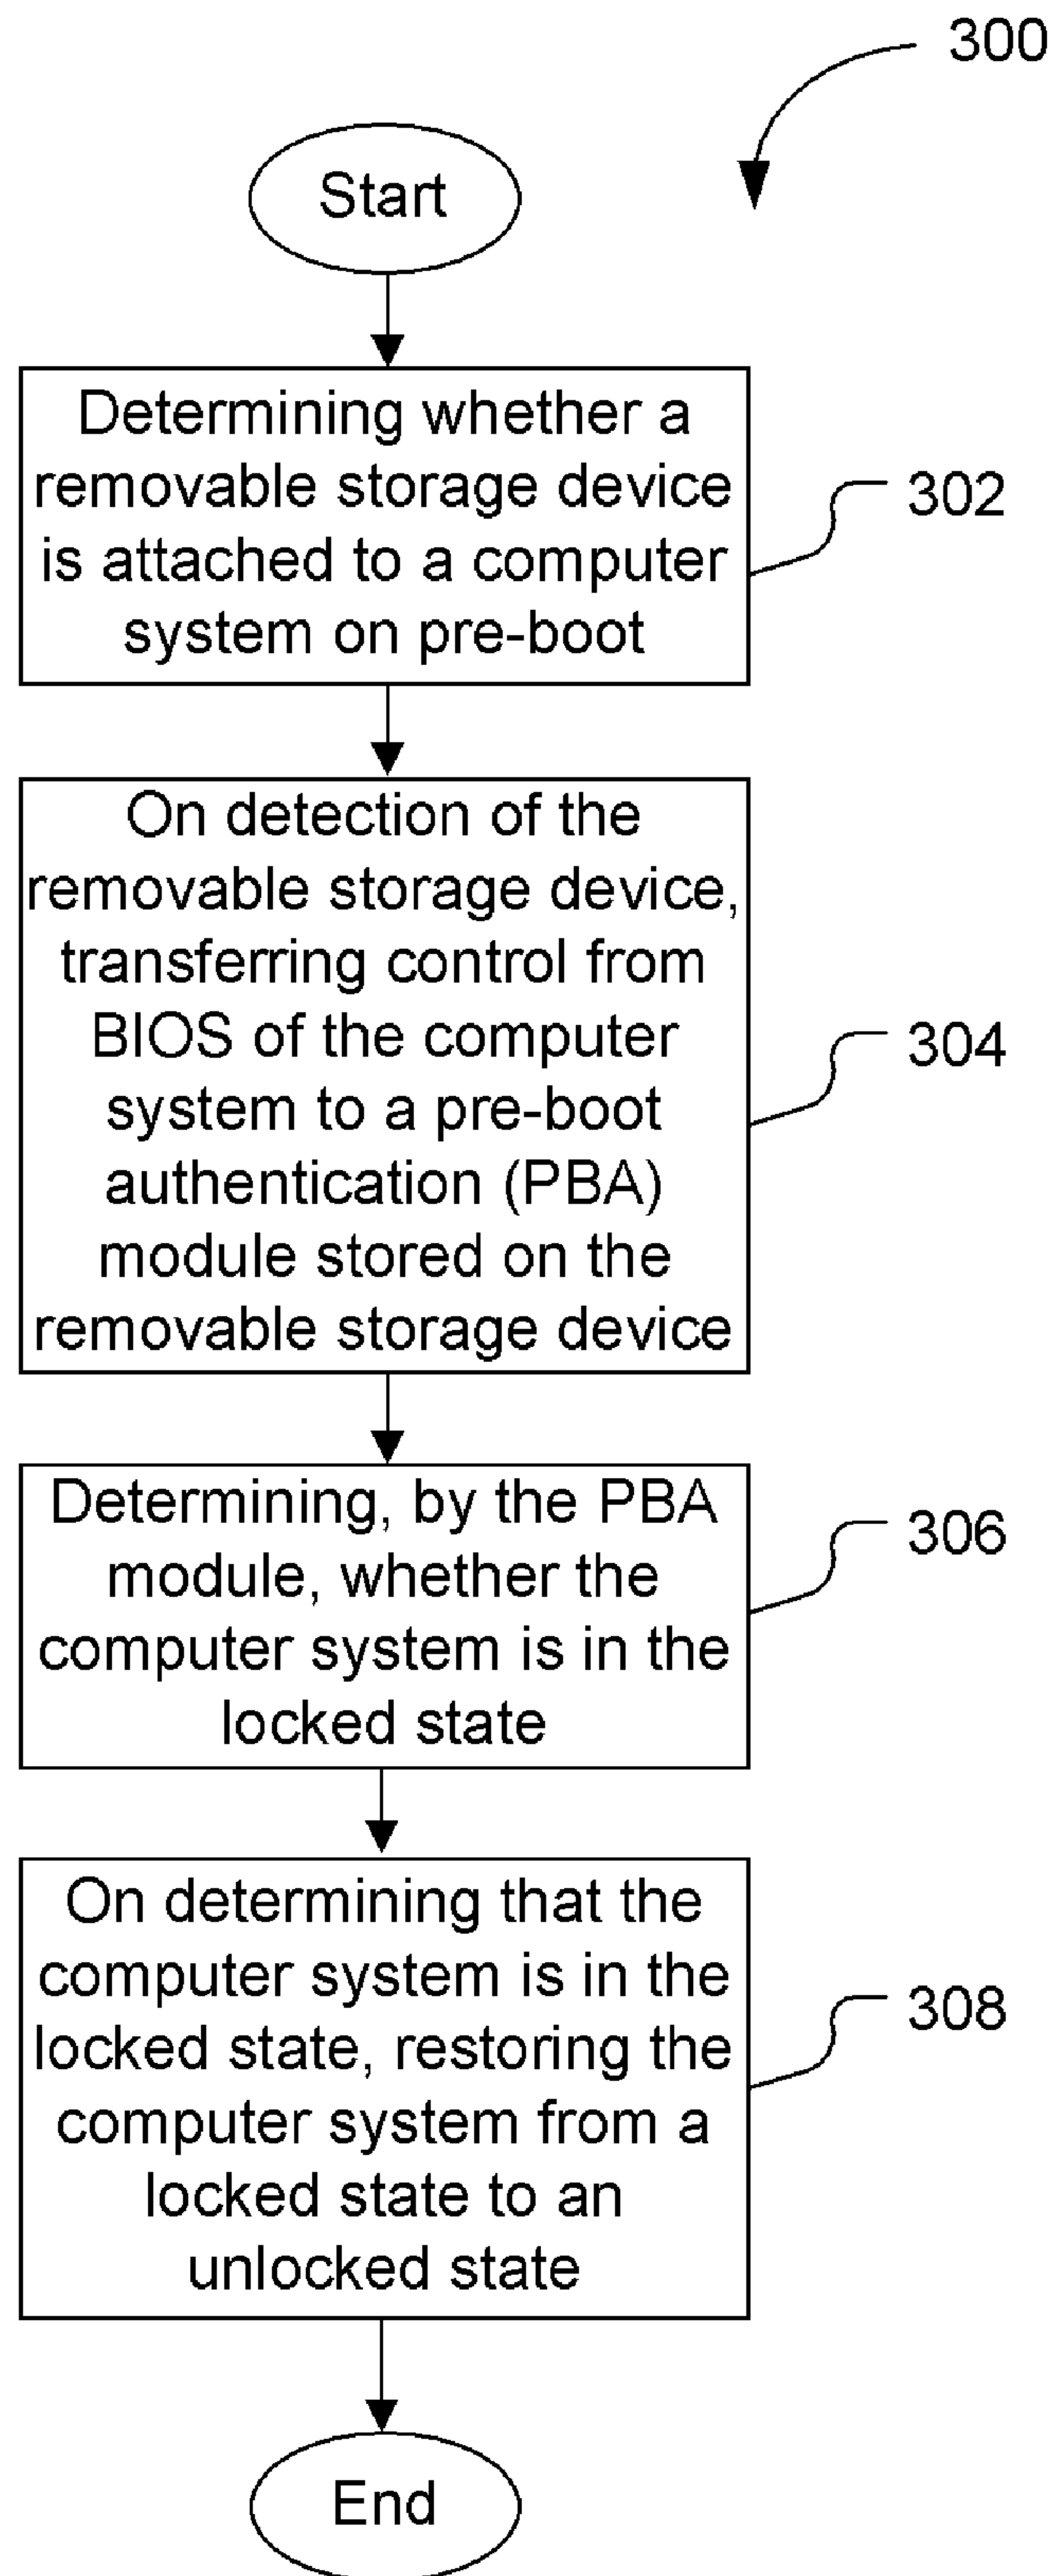 300
Start
Determining whether a
removable storage device
is attached to a computer
system on pre-boot
302
On detection of the
removable storage device,
transferring control from
BIOS of the computer
system to a pre-boot
authentication (PBA)
module stored on the
removable storage device
304
Determining, by the PBA
module, whether the
computer system is in the
locked state
306
On determining that the
computer system is in the
locked state, restoring the
computer system from a
locked state to an
unlocked state
308
End